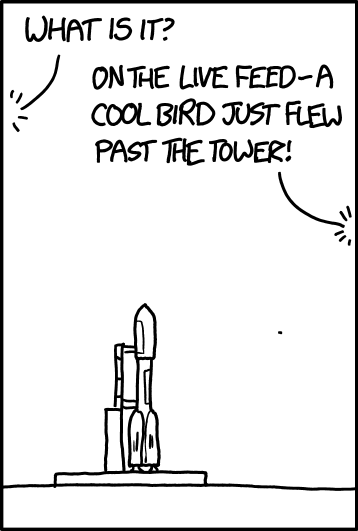 WHAT IS IT?
ON THE LIVE FEED-A
COOL BIRD JUST FLEW
PAST THE TOWER!